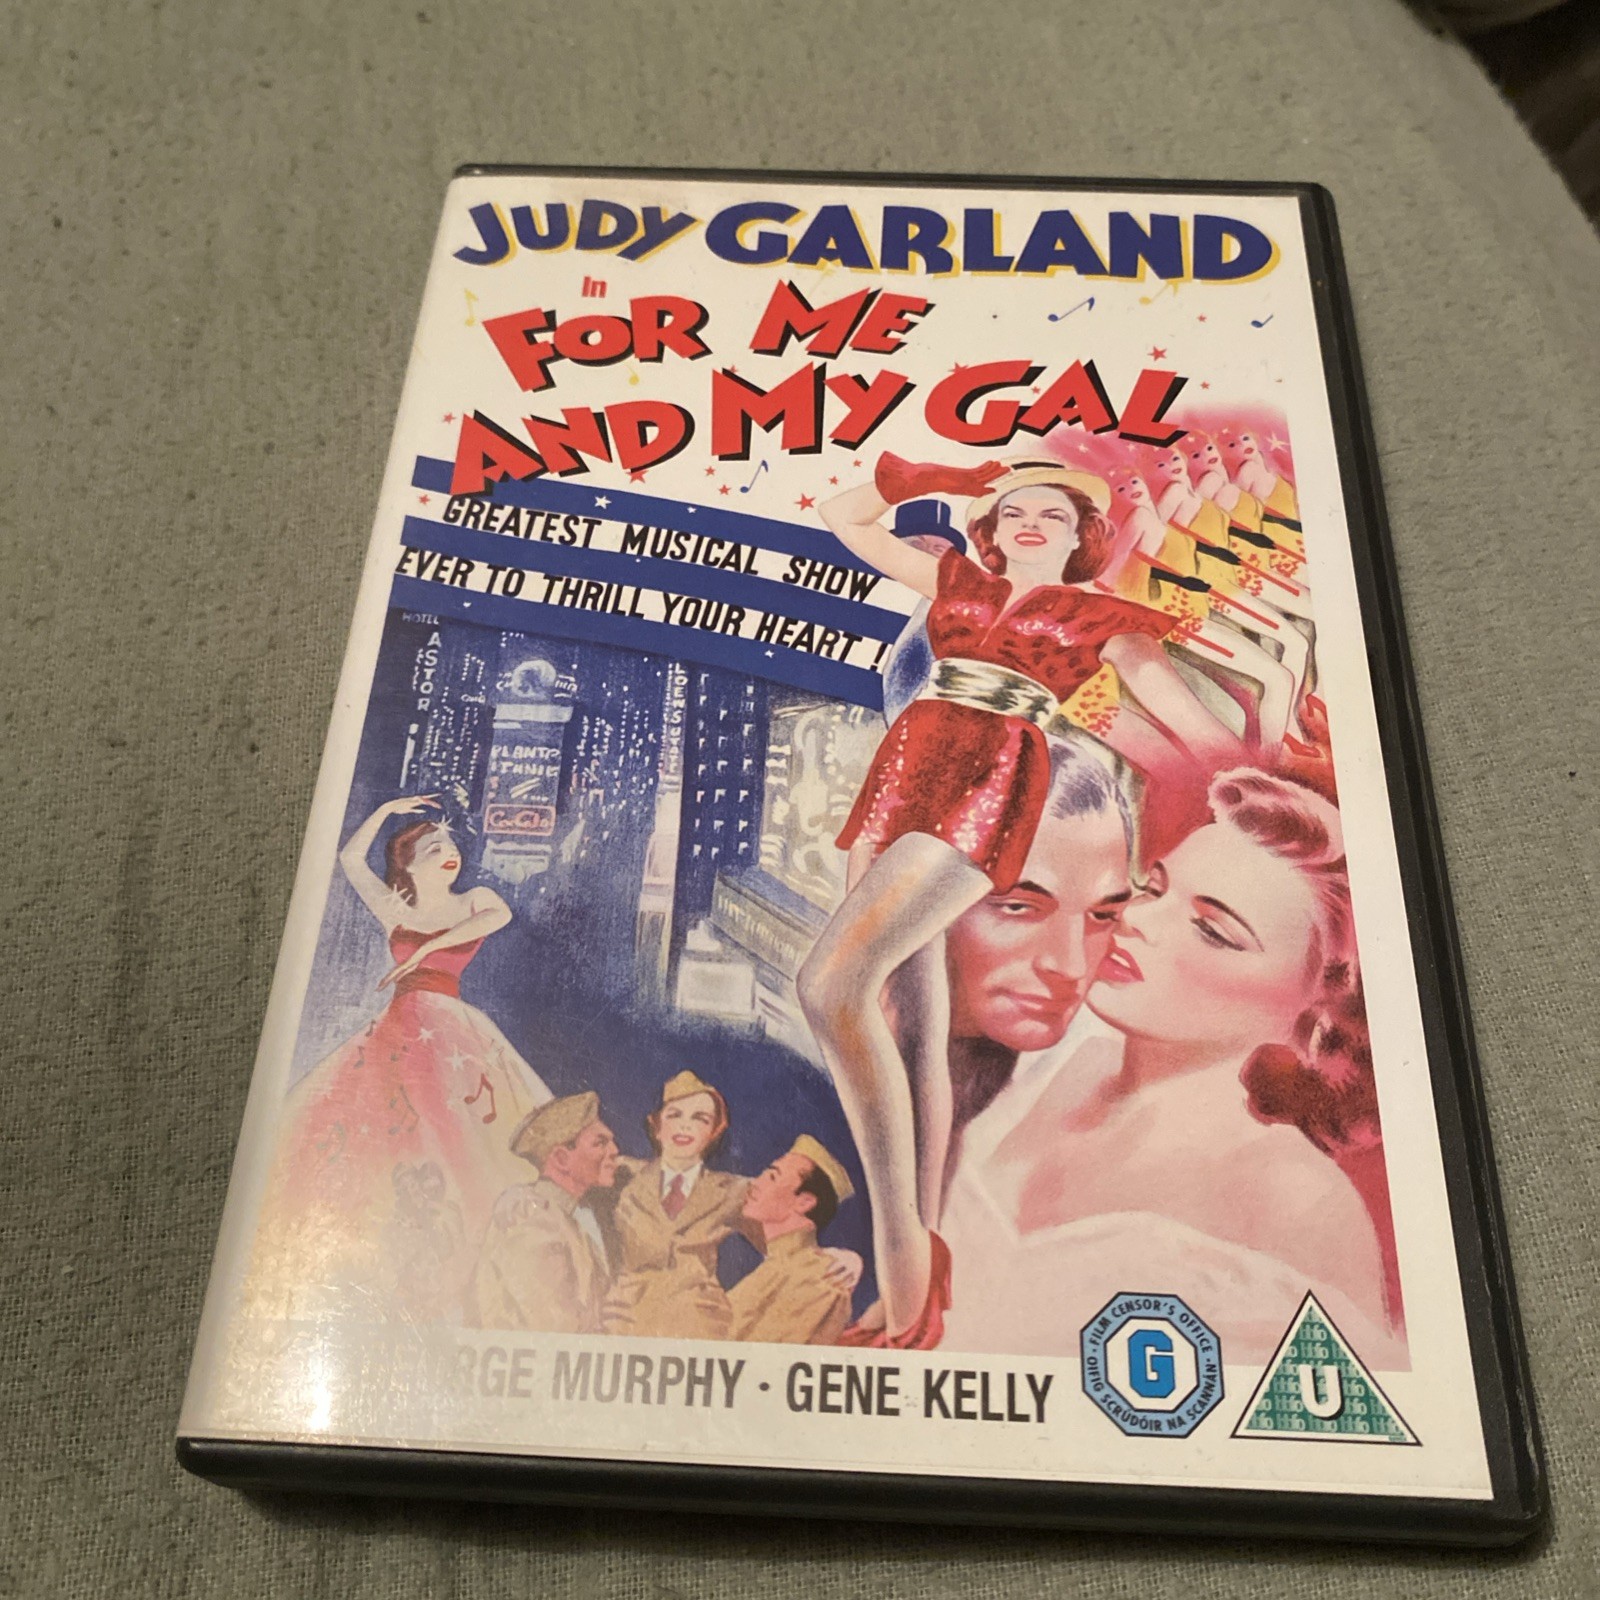 JUDY GARLAND
In
FOR ME
AND MY GAL
GREATEST MUSICAL SHOW
EVER TO THRILL YOUR HEART !
HOTEL
ASTOR
MURPHY · GENE KELLY
FILM CENSOR'S OFFICE · OIFIG SCRÚDÓIR NA SCANNÁN ·
G
U